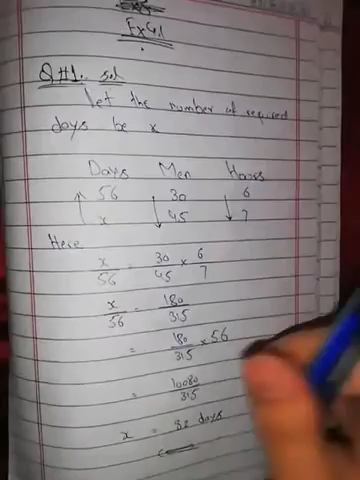 Ex 6.1
Q#1. Sol
Let the number of required
days be x
Days Men Hours
↑ 56 ↓ 30 ↓ 6
x 45 7
Here
x/56 = 30/45 × 6/7
x/56 = 180/315
= 180/315 × 56
= 10080/315
x = 32 days